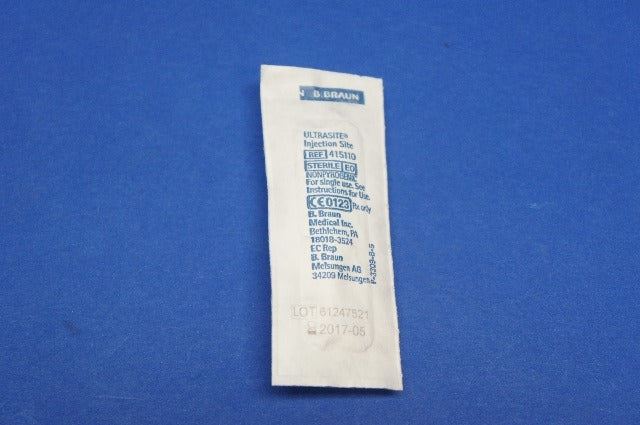 N B. BRAUN
ULTRASITE®
Injection Site
REF 415110
STERILE EO
NONPYROGENIC
For single use. See
Instructions for Use.
CE 0123 Rx only
B. Braun
Medical Inc.
Bethlehem, PA
18018-3524
EC Rep
B. Braun
Melsungen AG
34209 Melsungen
P-3209-B-5
LOT 61247521
2017-05